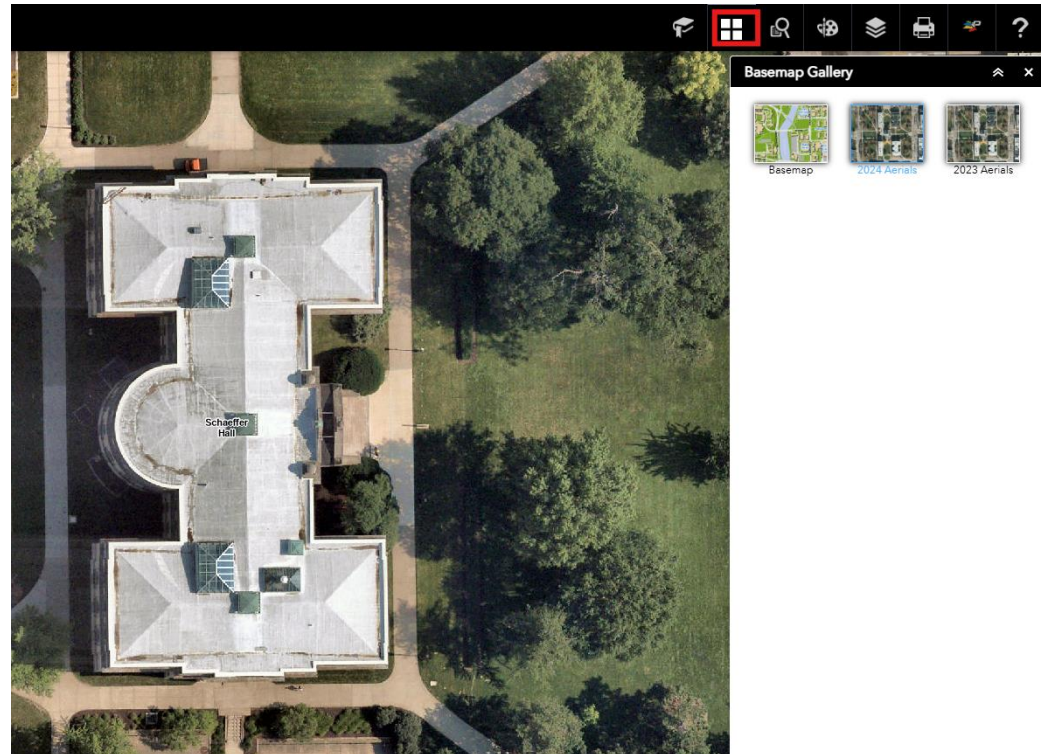 ?
Basemap Gallery
Basemap
2024 Aerials
2023 Aerials
Schaeffer
Hall